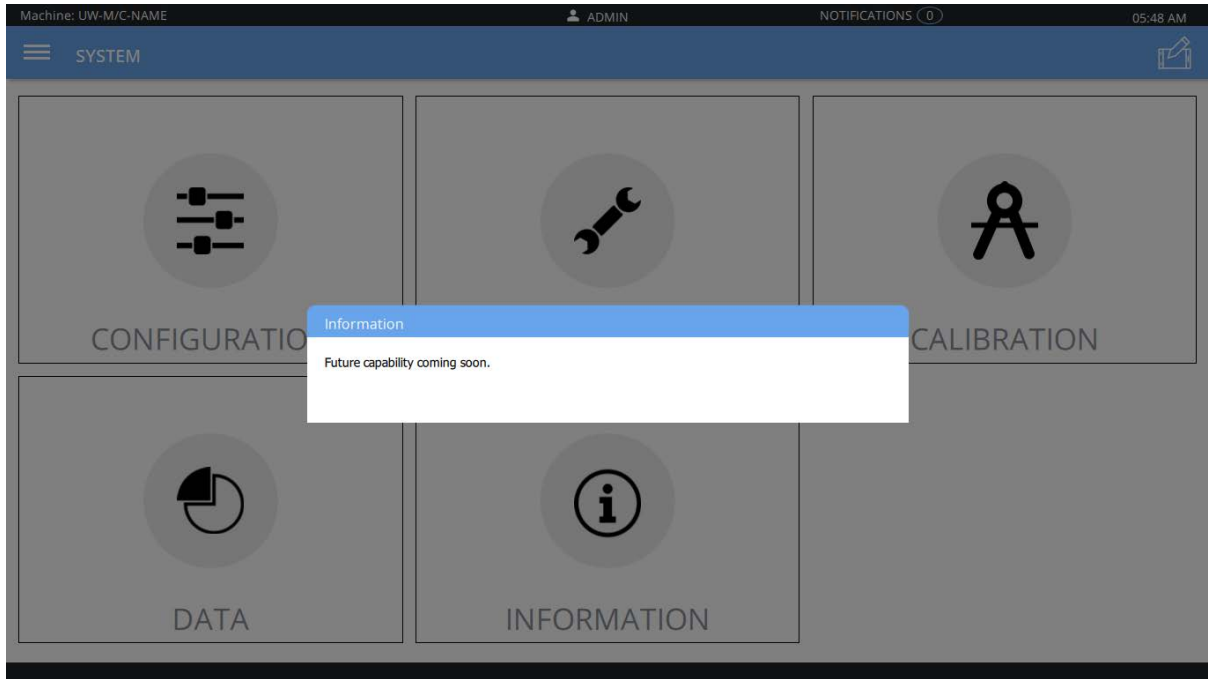 Machine: UW-M/C-NAME ADMIN NOTIFICATIONS 0 05:48 AM
SYSTEM
CONFIGURATIO
CALIBRATION
Information
Future capability coming soon.
DATA
INFORMATION